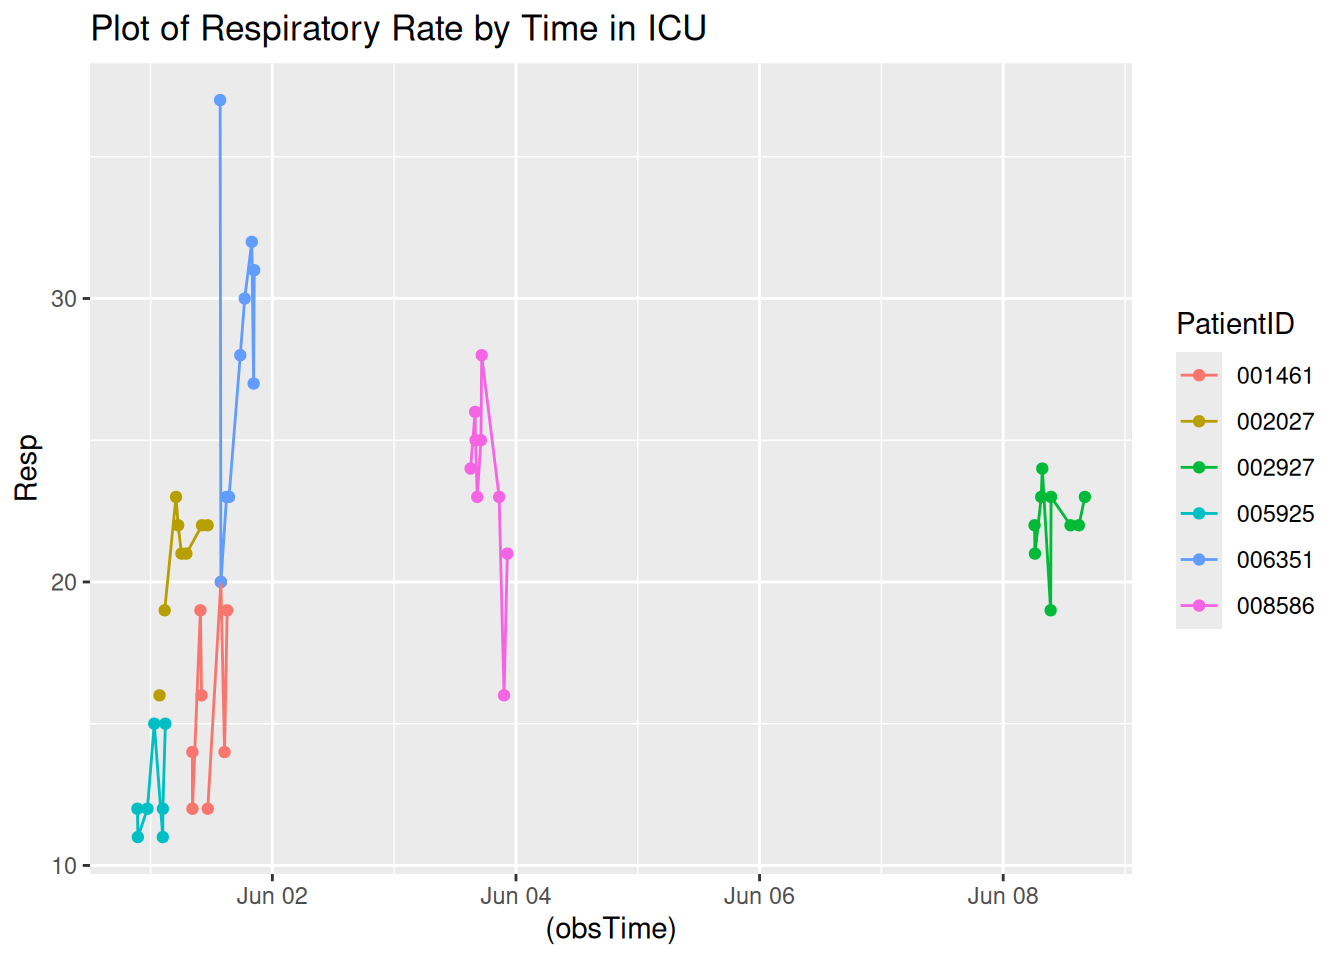 Plot of Respiratory Rate by Time in ICU
Resp
30
20
10
Jun 02 Jun 04 Jun 06 Jun 08
(obsTime)
PatientID
001461
002027
002927
005925
006351
008586